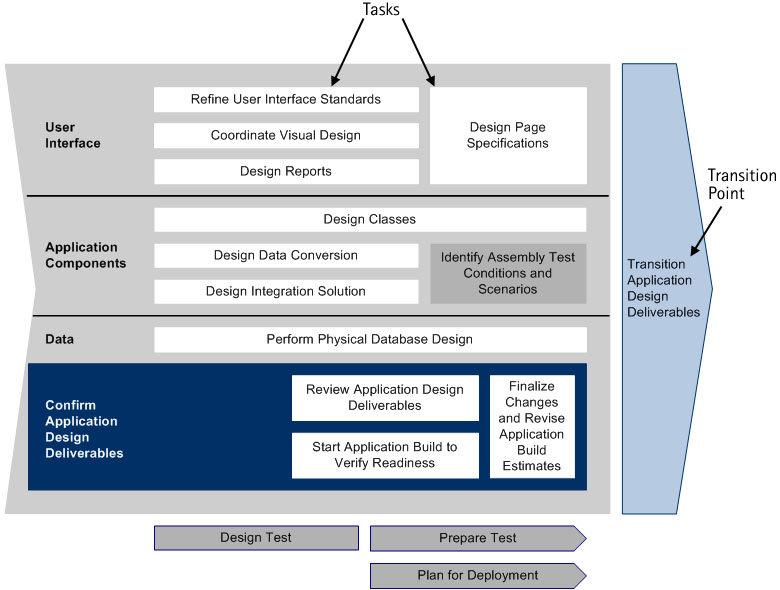 Tasks
User
Interface
Refine User Interface Standards
Coordinate Visual Design
Design Reports
Design Page
Specifications
Application
Components
Design Classes
Design Data Conversion
Design Integration Solution
Identify Assembly Test
Conditions and
Scenarios
Data
Perform Physical Database Design
Confirm
Application
Design
Deliverables
Review Application Design
Deliverables
Start Application Build to
Verify Readiness
Finalize
Changes
and Revise
Application
Build
Estimates
Transition
Point
Transition
Application
Design
Deliverables
Design Test
Prepare Test
Plan for Deployment